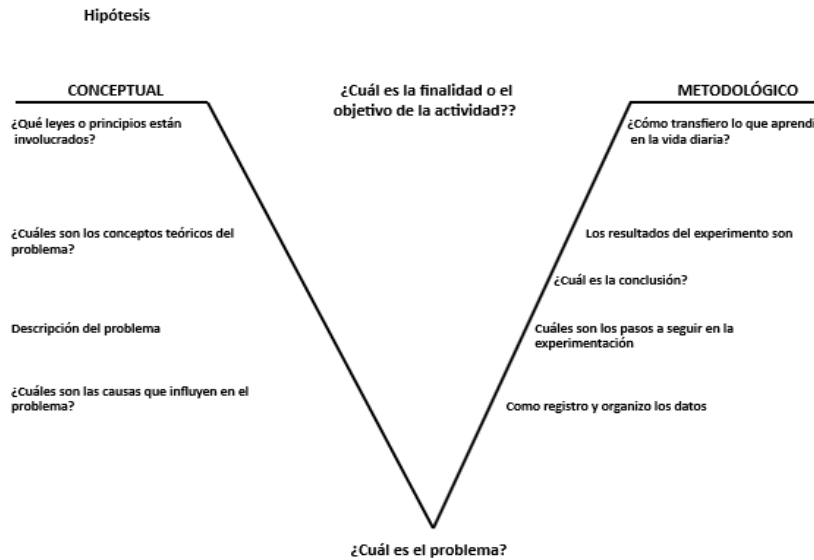 Hipótesis
CONCEPTUAL
¿Qué leyes o principios están
involucrados?
¿Cuáles son los conceptos teóricos del
problema?
Descripción del problema
¿Cuáles son las causas que influyen en el
problema?
¿Cuál es la finalidad o el
objetivo de la actividad??
METODOLÓGICO
¿Cómo transfiero lo que aprendi
en la vida diaria?
Los resultados del experimento son
¿Cuál es la conclusión?
Cuáles son los pasos a seguir en la
experimentación
Como registro y organizo los datos
¿Cuál es el problema?